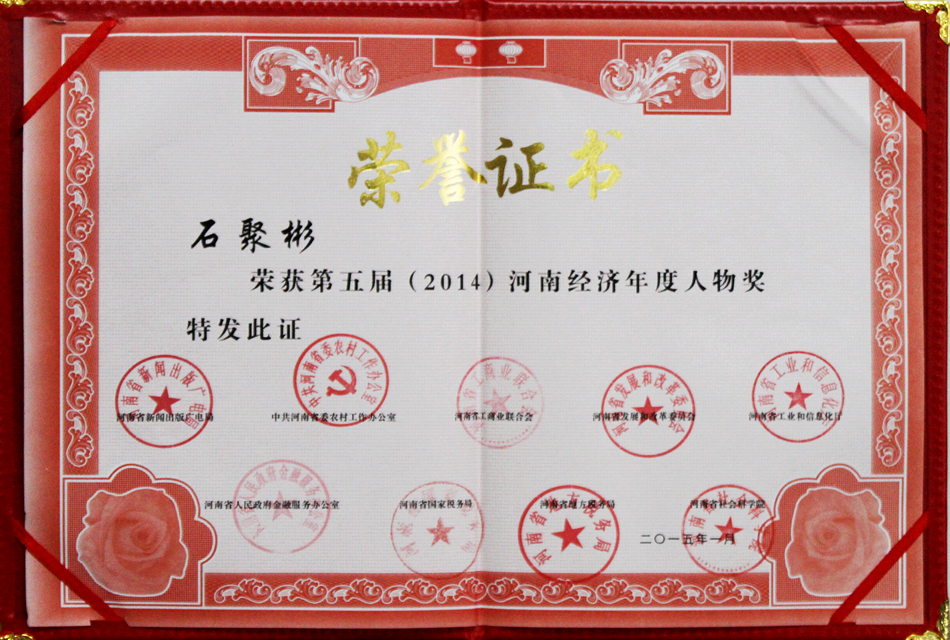 荣誉证书
石聚彬
荣获第五届（2014）河南经济年度人物奖
特发此证
河南省新闻出版广电局 中共河南省委农村工作办公室 河南省工商业联合会 河南省发展和改革委员会 河南省工业和信息化厅
河南省人民政府金融服务办公室 河南省国家税务局 河南省地方税务局 河南省社会科学院
二〇一五年一月